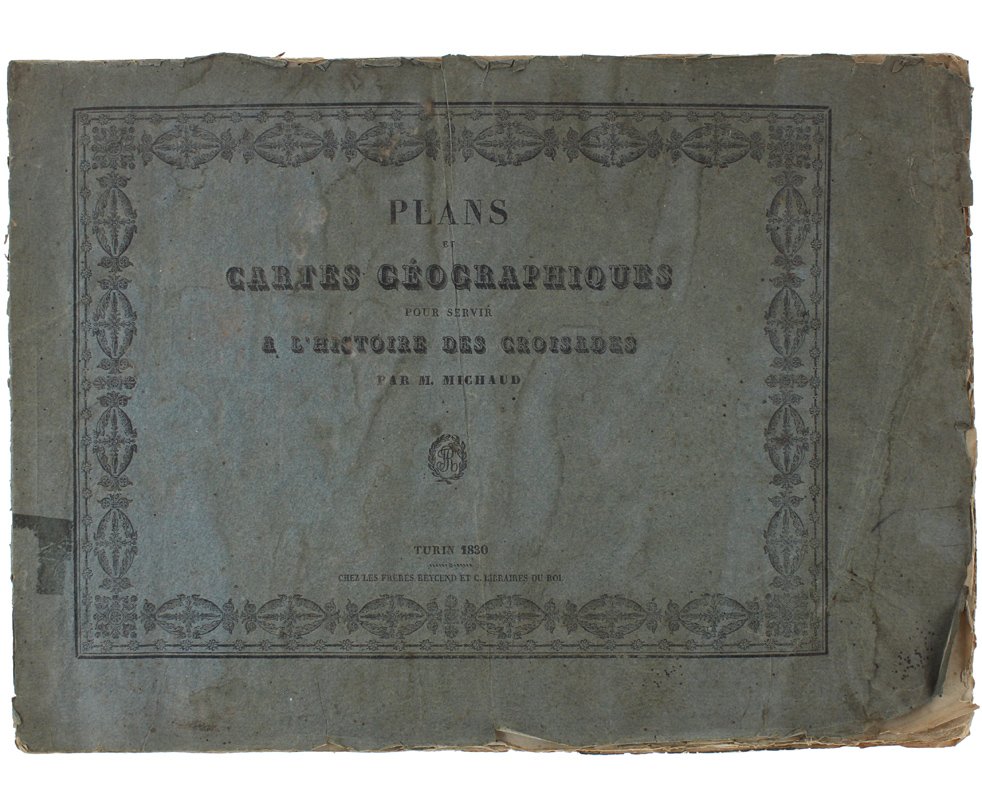 PLANS
ET
CARTES GÉOGRAPHIQUES
POUR SERVIR
A L'HISTOIRE DES CROISADES
PAR M. MICHAUD
TURIN 1830
CHEZ LES FRÈRES REYCEND ET C. LIBRAIRES DU ROI